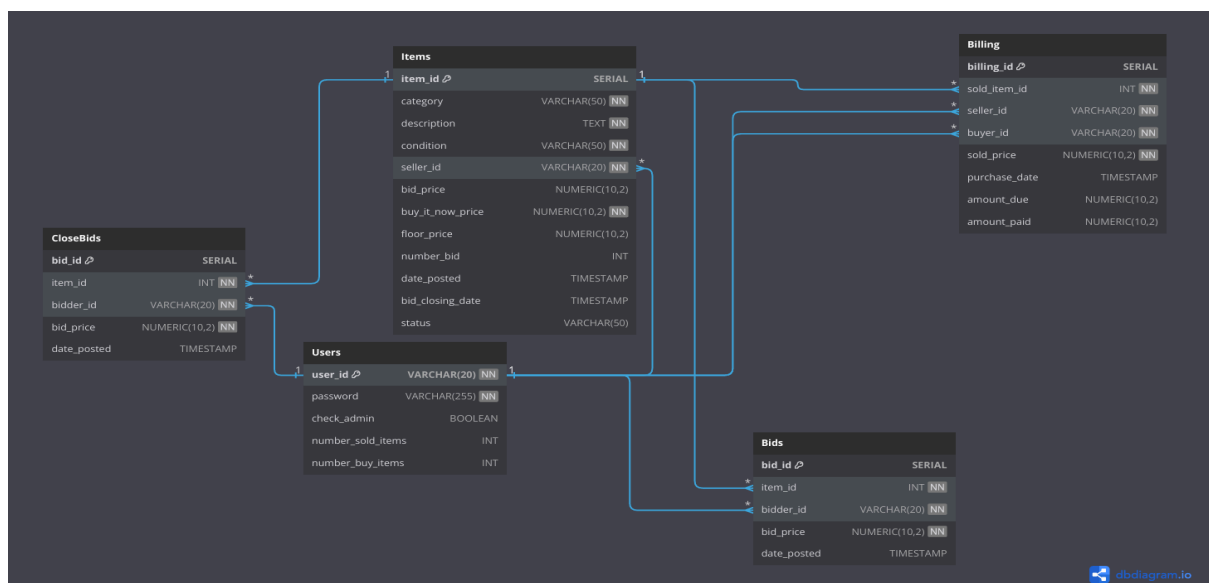 Items
item_id SERIAL
category VARCHAR(50) NN
description TEXT NN
condition VARCHAR(50) NN
seller_id VARCHAR(20) NN
bid_price NUMERIC(10,2)
buy_it_now_price NUMERIC(10,2) NN
floor_price NUMERIC(10,2)
number_bid INT
date_posted TIMESTAMP
bid_closing_date TIMESTAMP
status VARCHAR(50)
1
1
*
Billing
billing_id SERIAL
* sold_item_id INT NN
* seller_id VARCHAR(20) NN
* buyer_id VARCHAR(20) NN
sold_price NUMERIC(10,2) NN
purchase_date TIMESTAMP
amount_due NUMERIC(10,2)
amount_paid NUMERIC(10,2)
CloseBids
bid_id SERIAL
item_id INT NN *
bidder_id VARCHAR(20) NN *
bid_price NUMERIC(10,2) NN
date_posted TIMESTAMP
Users
1 user_id VARCHAR(20) NN 1
password VARCHAR(255) NN
check_admin BOOLEAN
number_sold_items INT
number_buy_items INT
Bids
bid_id SERIAL
* item_id INT NN
* bidder_id VARCHAR(20) NN
bid_price NUMERIC(10,2) NN
date_posted TIMESTAMP
dbdiagram.io